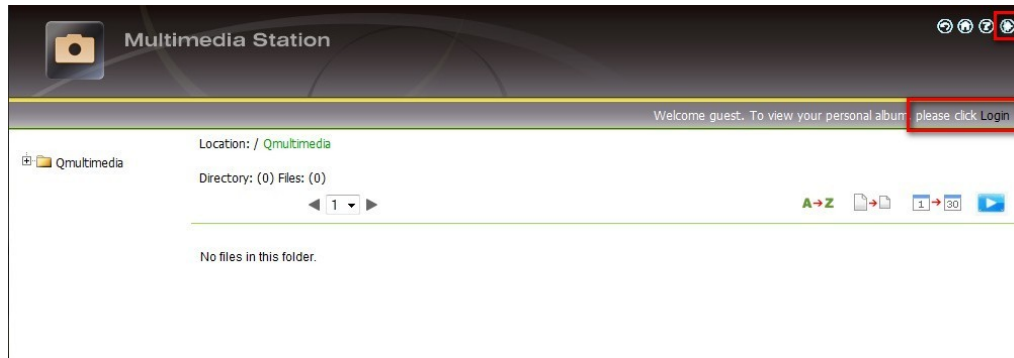 Multimedia Station
Welcome guest. To view your personal album, please click Login
Qmultimedia
Location: / Qmultimedia
Directory: (0) Files: (0)
1
A→Z
1→30
No files in this folder.